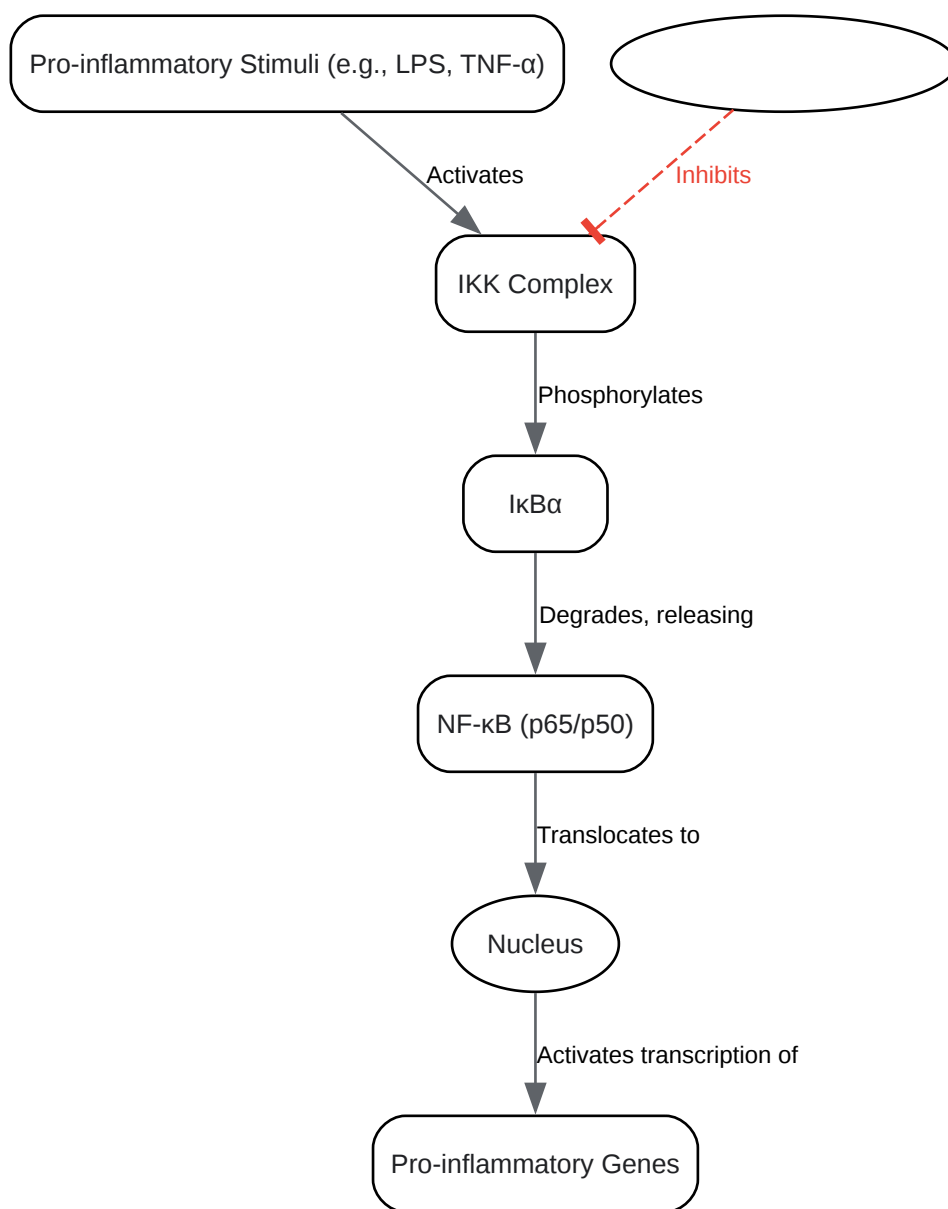 Pro-inflammatory Stimuli (e.g., LPS, TNF-α)
Activates
Inhibits
IKK Complex
Phosphorylates
IκBα
Degrades, releasing
NF-κB (p65/p50)
Translocates to
Nucleus
Activates transcription of
Pro-inflammatory Genes